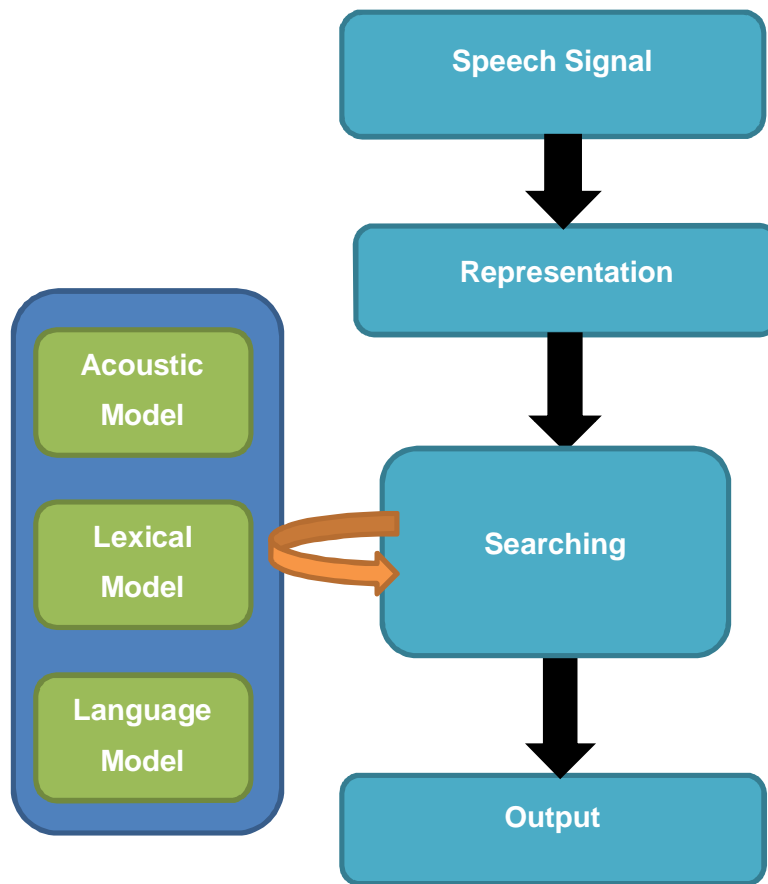 Speech Signal
Representation
Acoustic
Model
Lexical
Model
Language
Model
Searching
Output